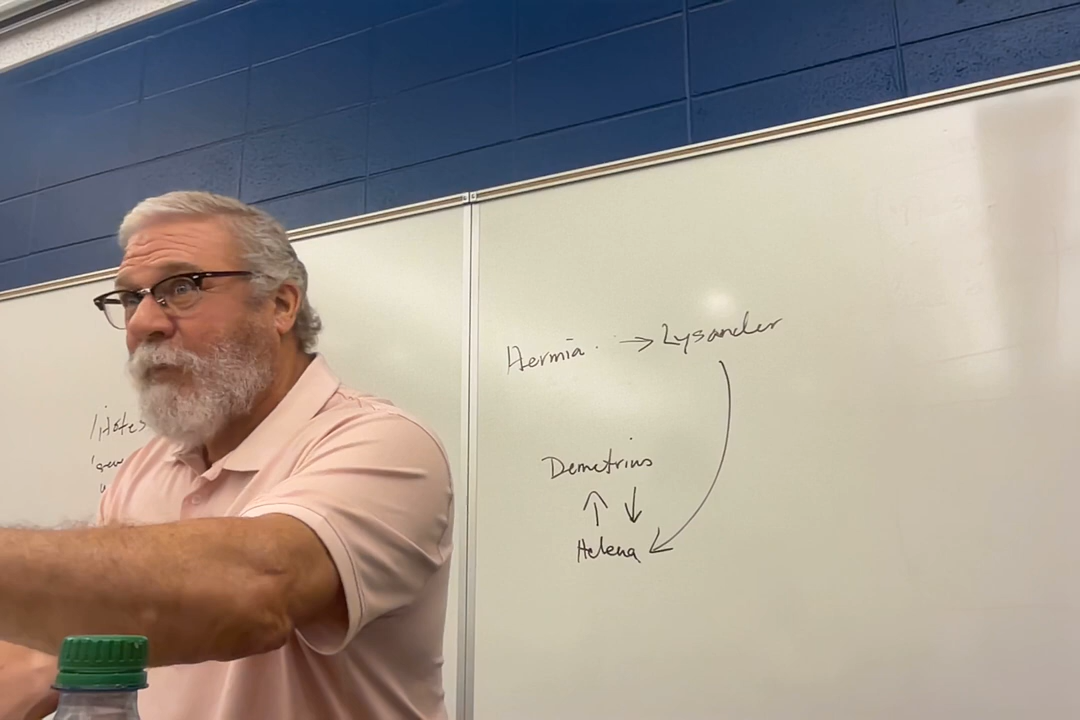 Hermia. → Lysander
Demetrius
↑ ↓
Helena